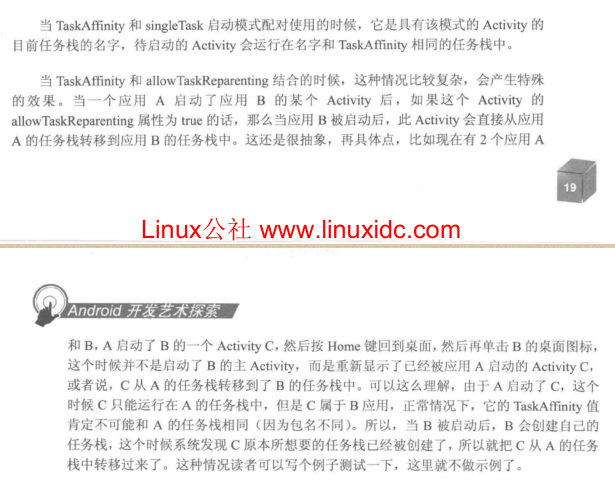 当 TaskAffinity 和 singleTask 启动模式配对使用的时候，它是具有该模式的 Activity 的
目前任务栈的名字，待启动的 Activity 会运行在名字和 TaskAffinity 相同的任务栈中。
当 TaskAffinity 和 allowTaskReparenting 结合的时候，这种情况比较复杂，会产生特殊
的效果。当一个应用 A 启动了应用 B 的某个 Activity 后，如果这个 Activity 的
allowTaskReparenting 属性为 true 的话，那么当应用 B 被启动后，此 Activity 会直接从应用
A 的任务栈转移到应用 B 的任务栈中。这还是很抽象，再具体点，比如现在有 2 个应用 A
19
Linux公社 www.linuxidc.com
Android 开发艺术探索
和 B，A 启动了 B 的一个 Activity C，然后按 Home 键回到桌面，然后再单击 B 的桌面图标，
这个时候并不是启动了 B 的主 Activity，而是重新显示了已经被应用 A 启动的 Activity C，
或者说，C 从 A 的任务栈转移到了 B 的任务栈中。可以这么理解，由于 A 启动了 C，这个
时候 C 只能运行在 A 的任务栈中，但是 C 属于 B 应用，正常情况下，它的 TaskAffinity 值
肯定不可能和 A 的任务栈相同（因为包名不同）。所以，当 B 被启动后，B 会创建自己的
任务栈，这个时候系统发现 C 原本所想要的任务栈已经被创建了，所以就把 C 从 A 的任务
栈中转移过来了。这种情况读者可以写个例子测试一下，这里就不做示例了。